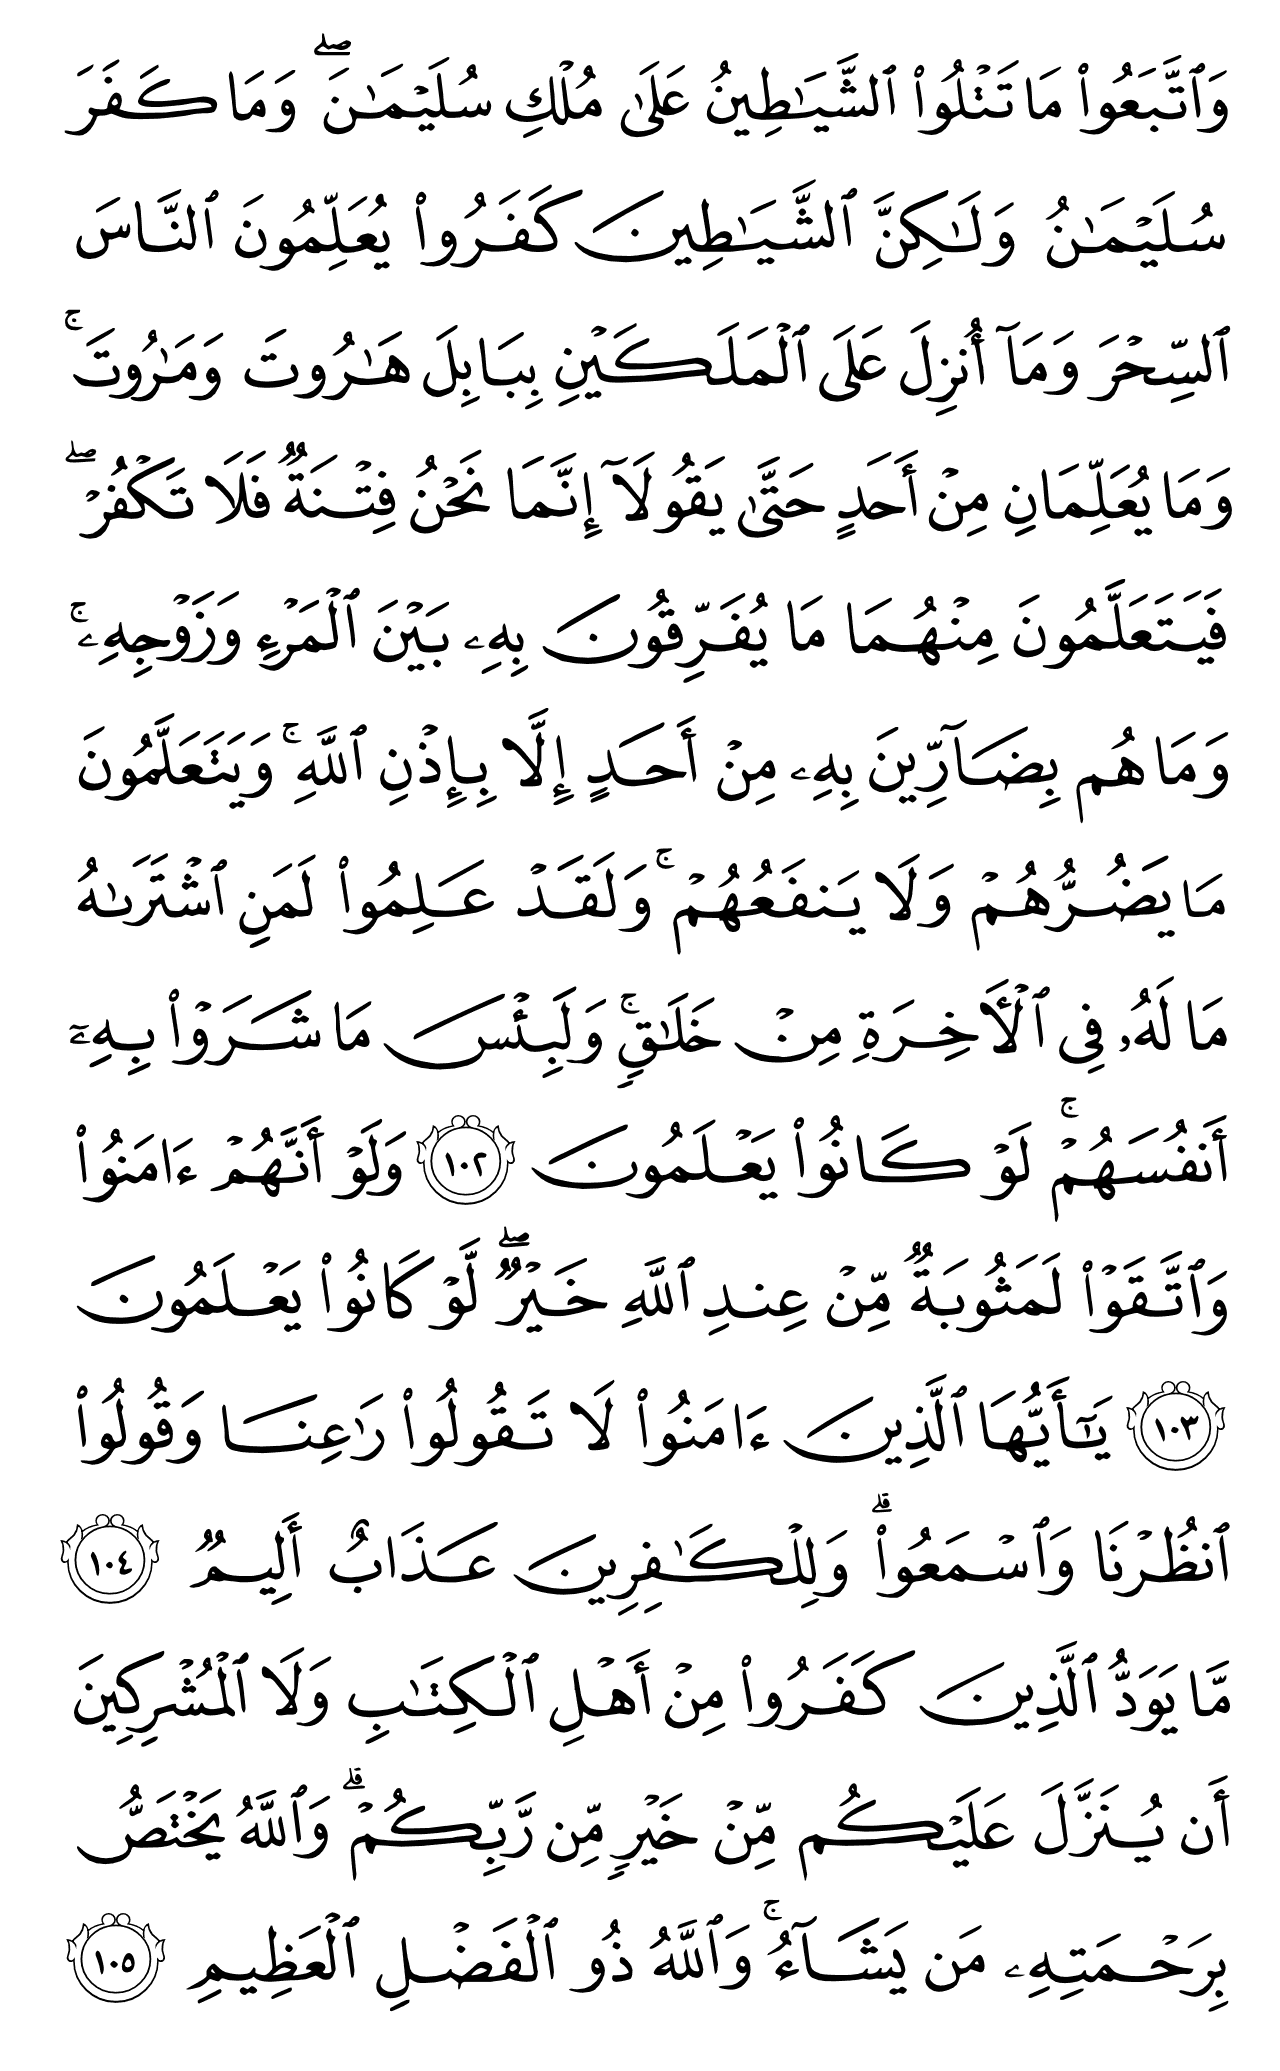 وَٱتَّبَعُوا۟ مَا تَتْلُوا۟ ٱلشَّيَـٰطِينُ عَلَىٰ مُلْكِ سُلَيْمَـٰنَ ۖ وَمَا كَفَرَ
سُلَيْمَـٰنُ وَلَـٰكِنَّ ٱلشَّيَـٰطِينَ كَفَرُوا۟ يُعَلِّمُونَ ٱلنَّاسَ
ٱلسِّحْرَ وَمَآ أُنزِلَ عَلَى ٱلْمَلَكَيْنِ بِبَابِلَ هَـٰرُوتَ وَمَـٰرُوتَ ۚ
وَمَا يُعَلِّمَانِ مِنْ أَحَدٍ حَتَّىٰ يَقُولَآ إِنَّمَا نَحْنُ فِتْنَةٌ فَلَا تَكْفُرْ ۖ
فَيَتَعَلَّمُونَ مِنْهُمَا مَا يُفَرِّقُونَ بِهِۦ بَيْنَ ٱلْمَرْءِ وَزَوْجِهِۦ ۚ
وَمَا هُم بِضَآرِّينَ بِهِۦ مِنْ أَحَدٍ إِلَّا بِإِذْنِ ٱللَّهِ ۚ وَيَتَعَلَّمُونَ
مَا يَضُرُّهُمْ وَلَا يَنفَعُهُمْ ۚ وَلَقَدْ عَلِمُوا۟ لَمَنِ ٱشْتَرَىٰهُ
مَا لَهُۥ فِى ٱلْـَٔاخِرَةِ مِنْ خَلَـٰقٍ ۚ وَلَبِئْسَ مَا شَرَوْا۟ بِهِۦٓ
أَنفُسَهُمْ ۚ لَوْ كَانُوا۟ يَعْلَمُونَ ١٠٢ وَلَوْ أَنَّهُمْ ءَامَنُوا۟
وَٱتَّقَوْا۟ لَمَثُوبَةٌ مِّنْ عِندِ ٱللَّهِ خَيْرٌ ۖ لَّوْ كَانُوا۟ يَعْلَمُونَ
١٠٣ يَـٰٓأَيُّهَا ٱلَّذِينَ ءَامَنُوا۟ لَا تَقُولُوا۟ رَٰعِنَا وَقُولُوا۟
ٱنظُرْنَا وَٱسْمَعُوا۟ ۗ وَلِلْكَـٰفِرِينَ عَذَابٌ أَلِيمٌ ١٠٤
مَّا يَوَدُّ ٱلَّذِينَ كَفَرُوا۟ مِنْ أَهْلِ ٱلْكِتَـٰبِ وَلَا ٱلْمُشْرِكِينَ
أَن يُنَزَّلَ عَلَيْكُم مِّنْ خَيْرٍ مِّن رَّبِّكُمْ ۗ وَٱللَّهُ يَخْتَصُّ
بِرَحْمَتِهِۦ مَن يَشَآءُ ۚ وَٱللَّهُ ذُو ٱلْفَضْلِ ٱلْعَظِيمِ ١٠٥